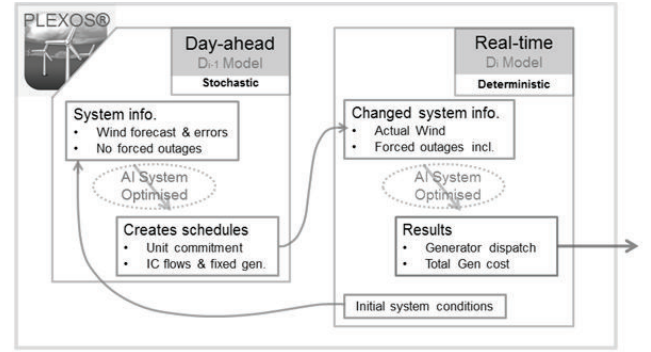 PLEXOS®
Day-ahead
Di-1 Model
Stochastic
System info.
• Wind forecast & errors
• No forced outages
AI System
Optimised
Creates schedules
• Unit commitment
• IC flows & fixed gen.
Real-time
Di Model
Deterministic
Changed system info.
• Actual Wind
• Forced outages incl.
AI System
Optimised
Results
• Generator dispatch
• Total Gen cost
Initial system conditions